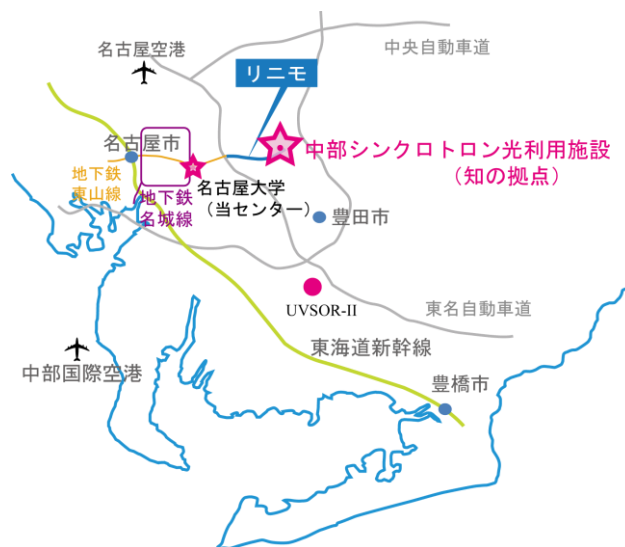 名古屋空港
中央自動車道
リニモ
名古屋市
中部シンクロトロン光利用施設
（知の拠点）
地下鉄
東山線
地下鉄
名城線
名古屋大学
（当センター）
豊田市
UVSOR-II
東名自動車道
東海道新幹線
中部国際空港
豊橋市